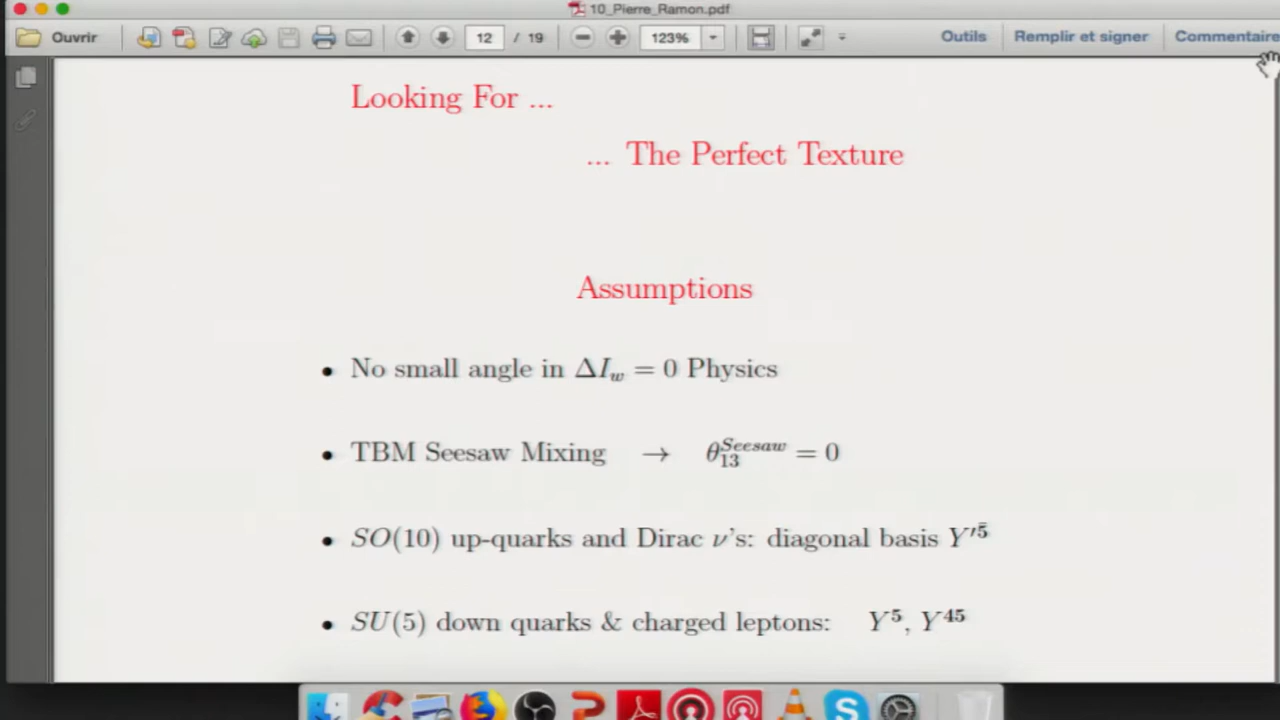 10_Pierre_Ramon.pdf
Ouvrir 12 / 19 123% Outils Remplir et signer Commentaire
Looking For ...
... The Perfect Texture
Assumptions
• No small angle in ΔI_w = 0 Physics
• TBM Seesaw Mixing → θ_{13}^{Seesaw} = 0
• SO(10) up-quarks and Dirac ν's: diagonal basis Y'^{5̄}
• SU(5) down quarks & charged leptons: Y^5, Y^{45}